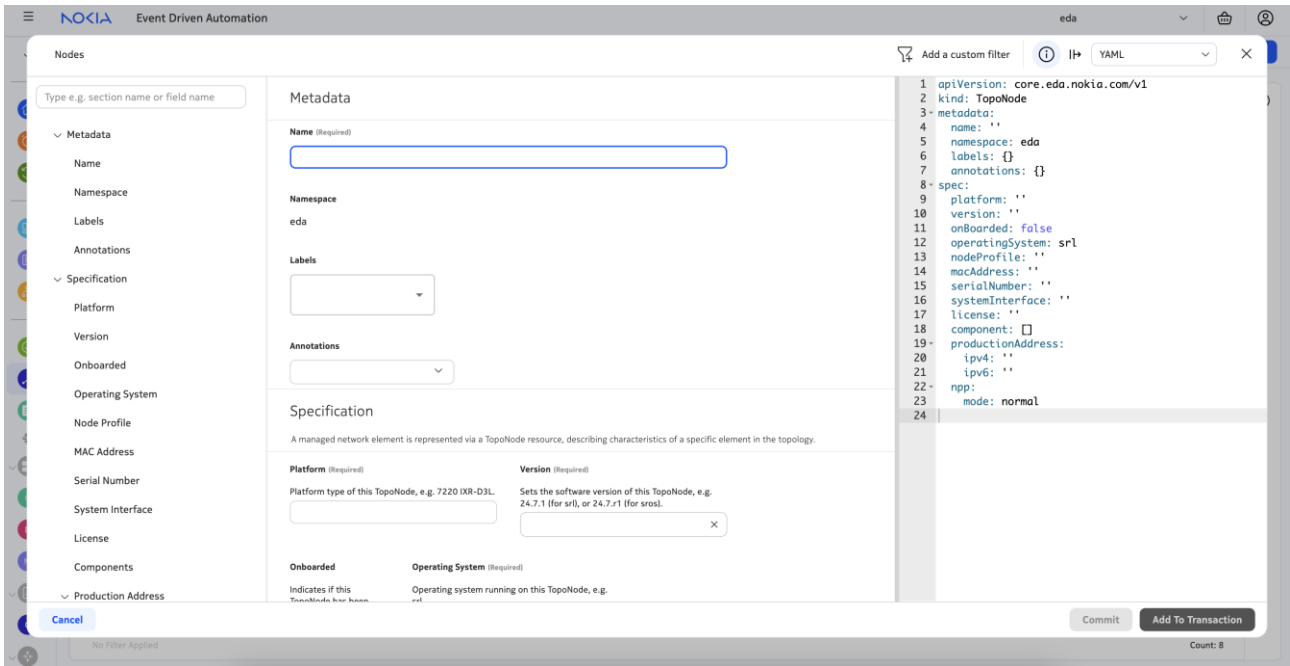 NOKIA Event Driven Automation eda
Nodes Add a custom filter YAML
Type e.g. section name or field name
Metadata
Name
Namespace
Labels
Annotations
Specification
Platform
Version
Onboarded
Operating System
Node Profile
MAC Address
Serial Number
System Interface
License
Components
Production Address
Metadata
Name (Required)
Namespace
eda
Labels
Annotations
Specification
A managed network element is represented via a TopoNode resource, describing characteristics of a specific element in the topology.
Platform (Required)
Platform type of this TopoNode, e.g. 7220 IXR-D3L.
Version (Required)
Sets the software version of this TopoNode, e.g.
24.7.1 (for srl), or 24.7.r1 (for sros).
Onboarded
Indicates if this
TopoNode has been
Operating System (Required)
Operating system running on this TopoNode, e.g.
srl
1 apiVersion: core.eda.nokia.com/v1
2 kind: TopoNode
3 metadata:
4 name: ''
5 namespace: eda
6 labels: {}
7 annotations: {}
8 spec:
9 platform: ''
10 version: ''
11 onBoarded: false
12 operatingSystem: srl
13 nodeProfile: ''
14 macAddress: ''
15 serialNumber: ''
16 systemInterface: ''
17 license: ''
18 component: []
19 productionAddress:
20 ipv4: ''
21 ipv6: ''
22 npp:
23 mode: normal
24
Cancel Commit Add To Transaction
No Filter Applied Count: 8